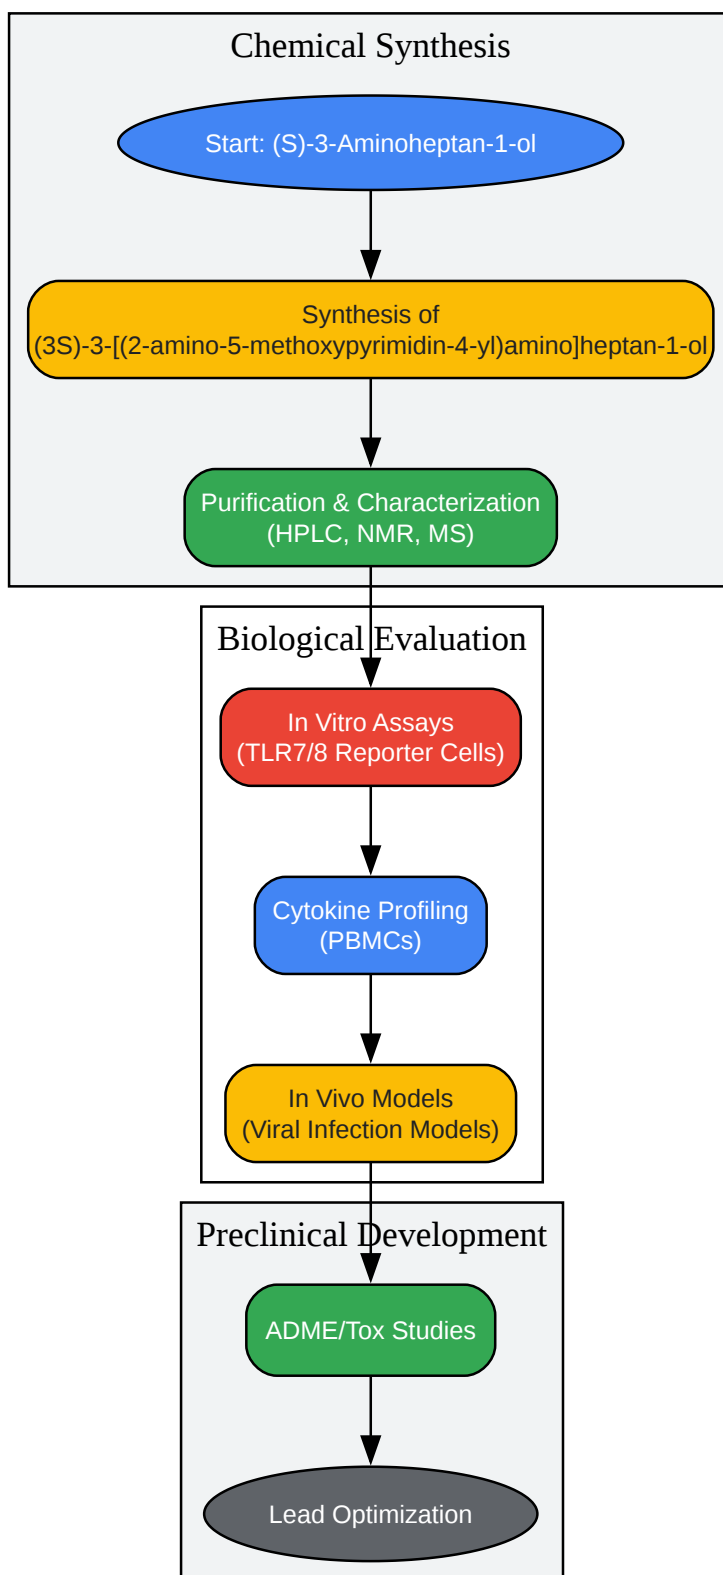 Chemical Synthesis
Start: (S)-3-Aminoheptan-1-ol
Synthesis of
(3S)-3-[(2-amino-5-methoxypyrimidin-4-yl)amino]heptan-1-ol
Purification & Characterization
(HPLC, NMR, MS)
Biological Evaluation
In Vitro Assays
(TLR7/8 Reporter Cells)
Cytokine Profiling
(PBMCs)
In Vivo Models
(Viral Infection Models)
Preclinical Development
ADME/Tox Studies
Lead Optimization